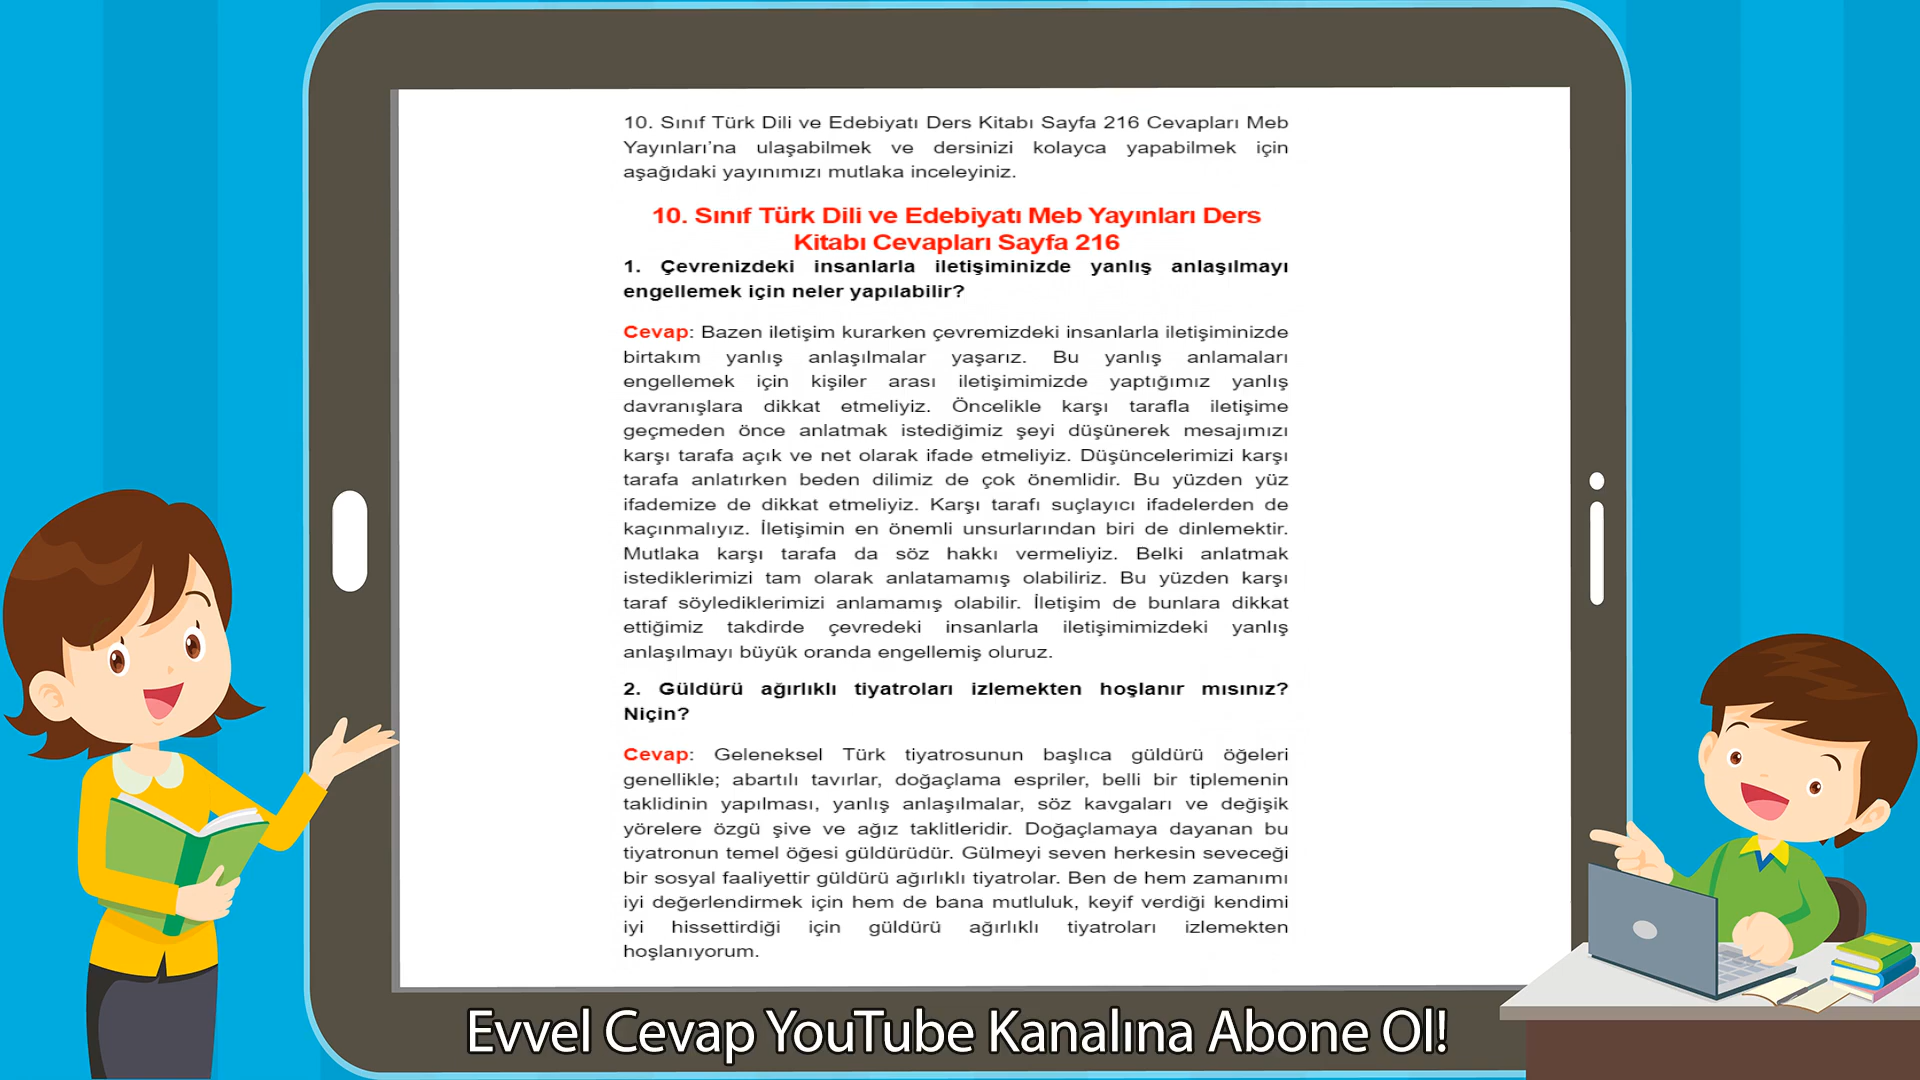 10. Sınıf Türk Dili ve Edebiyatı Ders Kitabı Sayfa 216 Cevapları Meb
Yayınları’na ulaşabilmek ve dersinizi kolayca yapabilmek için
aşağıdaki yayınımızı mutlaka inceleyiniz.
10. Sınıf Türk Dili ve Edebiyatı Meb Yayınları Ders
Kitabı Cevapları Sayfa 216
1. Çevrenizdeki insanlarla iletişiminizde yanlış anlaşılmayı
engellemek için neler yapılabilir?
Cevap: Bazen iletişim kurarken çevremizdeki insanlarla iletişiminizde
birtakım yanlış anlaşılmalar yaşarız. Bu yanlış anlamaları
engellemek için kişiler arası iletişimimizde yaptığımız yanlış
davranışlara dikkat etmeliyiz. Öncelikle karşı tarafla iletişime
geçmeden önce anlatmak istediğimiz şeyi düşünerek mesajımızı
karşı tarafa açık ve net olarak ifade etmeliyiz. Düşüncelerimizi karşı
tarafa anlatırken beden dilimiz de çok önemlidir. Bu yüzden yüz
ifademize de dikkat etmeliyiz. Karşı tarafı suçlayıcı ifadelerden de
kaçınmalıyız. İletişimin en önemli unsurlarından biri de dinlemektir.
Mutlaka karşı tarafa da söz hakkı vermeliyiz. Belki anlatmak
istediklerimizi tam olarak anlatamamış olabiliriz. Bu yüzden karşı
taraf söylediklerimizi anlamamış olabilir. İletişim de bunlara dikkat
ettiğimiz takdirde çevredeki insanlarla iletişimimizdeki yanlış
anlaşılmayı büyük oranda engellemiş oluruz.
2. Güldürü ağırlıklı tiyatroları izlemekten hoşlanır mısınız?
Niçin?
Cevap: Geleneksel Türk tiyatrosunun başlıca güldürü öğeleri
genellikle; abartılı tavırlar, doğaçlama espriler, belli bir tiplemenin
taklidinin yapılması, yanlış anlaşılmalar, söz kavgaları ve değişik
yörelere özgü şive ve ağız taklitleridir. Doğaçlamaya dayanan bu
tiyatronun temel öğesi güldürüdür. Gülmeyi seven herkesin seveceği
bir sosyal faaliyettir güldürü ağırlıklı tiyatrolar. Ben de hem zamanımı
iyi değerlendirmek için hem de bana mutluluk, keyif verdiği kendimi
iyi hissettirdiği için güldürü ağırlıklı tiyatroları izlemekten
hoşlanıyorum.
Evvel Cevap YouTube Kanalına Abone Ol!